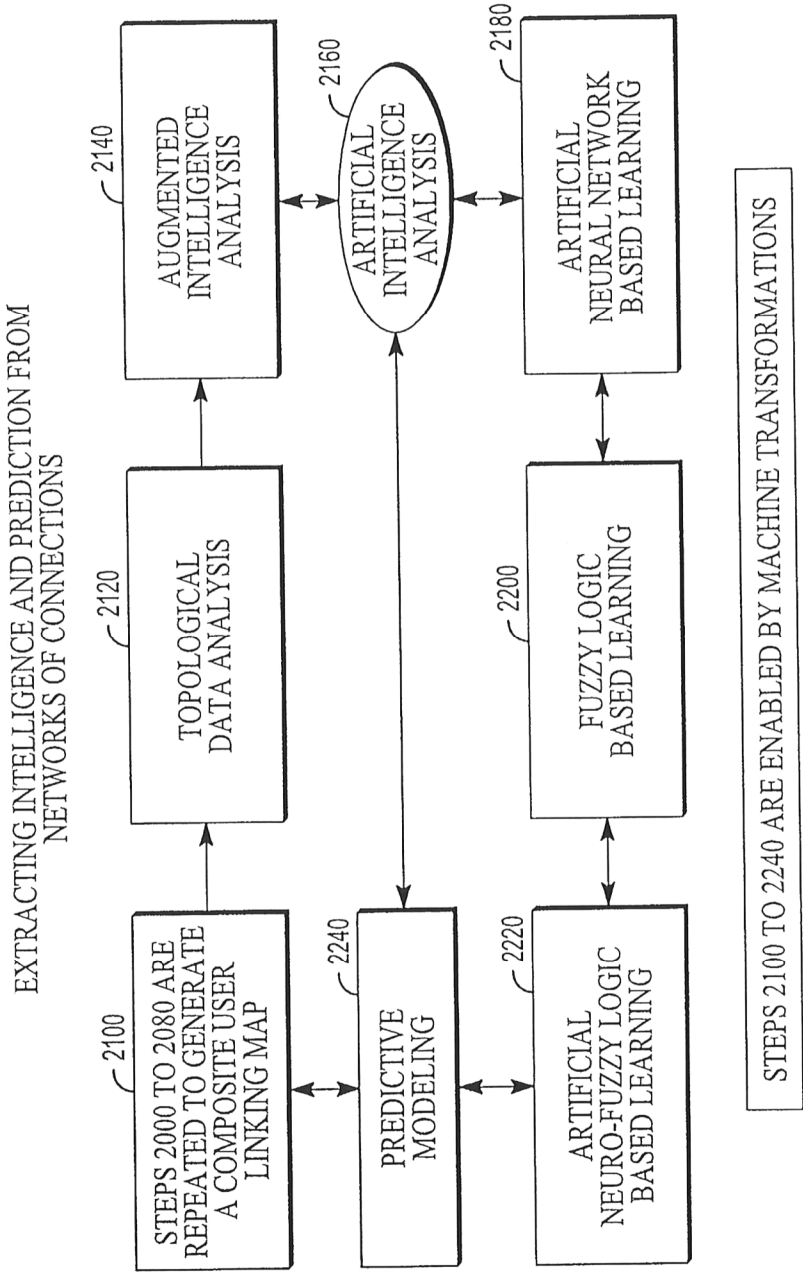 EXTRACTING INTELLIGENCE AND PREDICTION FROM
NETWORKS OF CONNECTIONS
2100
STEPS 2000 TO 2080 ARE
REPEATED TO GENERATE
A COMPOSITE USER
LINKING MAP
2120
TOPOLOGICAL
DATA ANALYSIS
2140
AUGMENTED
INTELLIGENCE
ANALYSIS
2240
PREDICTIVE
MODELING
2160
ARTIFICIAL
INTELLIGENCE
ANALYSIS
2220
ARTIFICIAL
NEURO-FUZZY LOGIC
BASED LEARNING
2200
FUZZY LOGIC
BASED LEARNING
2180
ARTIFICIAL
NEURAL NETWORK
BASED LEARNING
STEPS 2100 TO 2240 ARE ENABLED BY MACHINE TRANSFORMATIONS